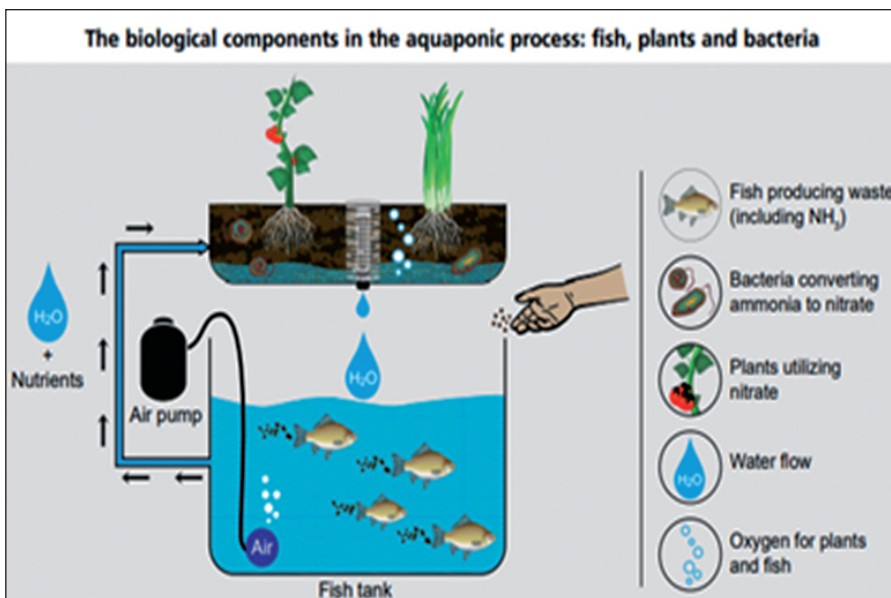 The biological components in the aquaponic process: fish, plants and bacteria
H₂O
+
Nutrients
Air pump
H₂O
Air
Fish tank
Fish producing waste
(including NH₃)
Bacteria converting
ammonia to nitrate
Plants utilizing
nitrate
H₂O
Water flow
Oxygen for plants
and fish